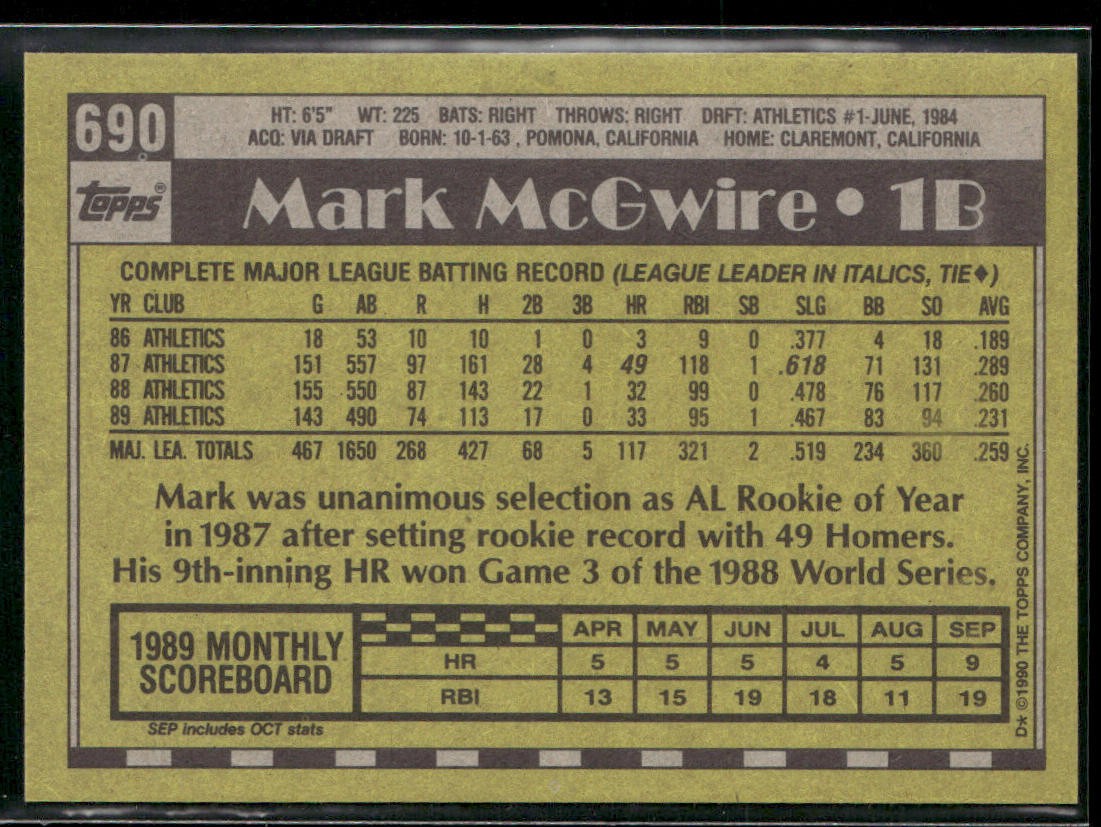 690
HT: 6'5" WT: 225 BATS: RIGHT THROWS: RIGHT DRFT: ATHLETICS #1-JUNE, 1984
ACQ: VIA DRAFT BORN: 10-1-63 , POMONA, CALIFORNIA HOME: CLAREMONT, CALIFORNIA
Topps®
Mark McGwire • 1B
COMPLETE MAJOR LEAGUE BATTING RECORD (LEAGUE LEADER IN ITALICS, TIE♦)
YR CLUB G AB R H 2B 3B HR RBI SB SLG BB SO AVG
86 ATHLETICS 18 53 10 10 1 0 3 9 0 .377 4 18 .189
87 ATHLETICS 151 557 97 161 28 4 49 118 1 .618 71 131 .289
88 ATHLETICS 155 550 87 143 22 1 32 99 0 .478 76 117 .260
89 ATHLETICS 143 490 74 113 17 0 33 95 1 .467 83 94 .231
MAJ. LEA. TOTALS 467 1650 268 427 68 5 117 321 2 .519 234 360 .259
Mark was unanimous selection as AL Rookie of Year
in 1987 after setting rookie record with 49 Homers.
His 9th-inning HR won Game 3 of the 1988 World Series.
1989 MONTHLY
SCOREBOARD
APR MAY JUN JUL AUG SEP
HR 5 5 5 4 5 9
RBI 13 15 19 18 11 19
SEP includes OCT stats
D* ©1990 THE TOPPS COMPANY, INC.